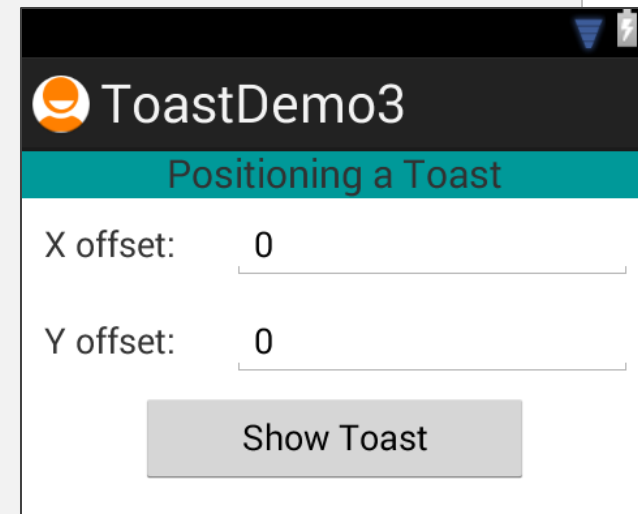 ToastDemo3
Positioning a Toast
X offset: 0
Y offset: 0
Show Toast